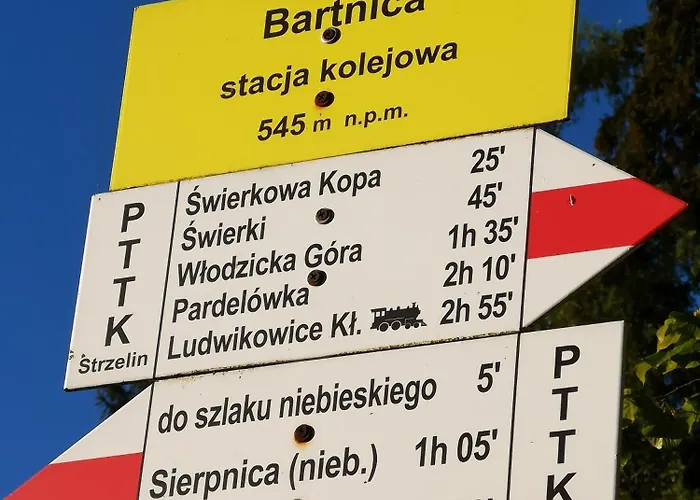 Bartnica
stacja kolejowa
545 m n.p.m.
PTTK
Strzelin
Świerkowa Kopa 25'
Świerki 45'
Włodzicka Góra 1h 35'
Pardelówka 2h 10'
Ludwikowice Kł. 2h 55'
do szlaku niebieskiego 5'
Sierpnica (nieb.) 1h 05'
PTTK